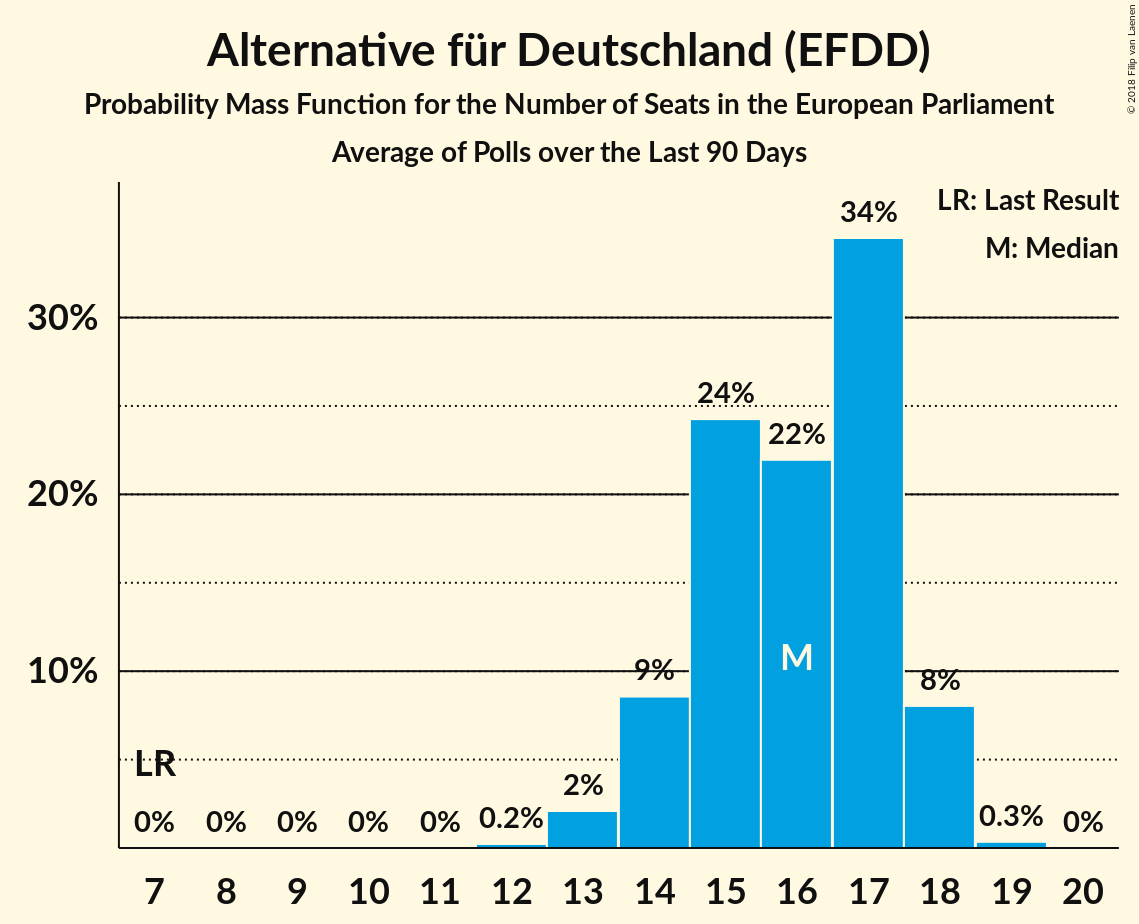 Alternative für Deutschland (EFDD)
Probability Mass Function for the Number of Seats in the European Parliament
Average of Polls over the Last 90 Days
© 2018 Filip van Laenen
LR: Last Result
M: Median
34%
30%
24%
22%
20%
M
10%
9%
8%
LR
2%
0% 0% 0% 0% 0% 0.2% 0.3% 0%
7 8 9 10 11 12 13 14 15 16 17 18 19 20